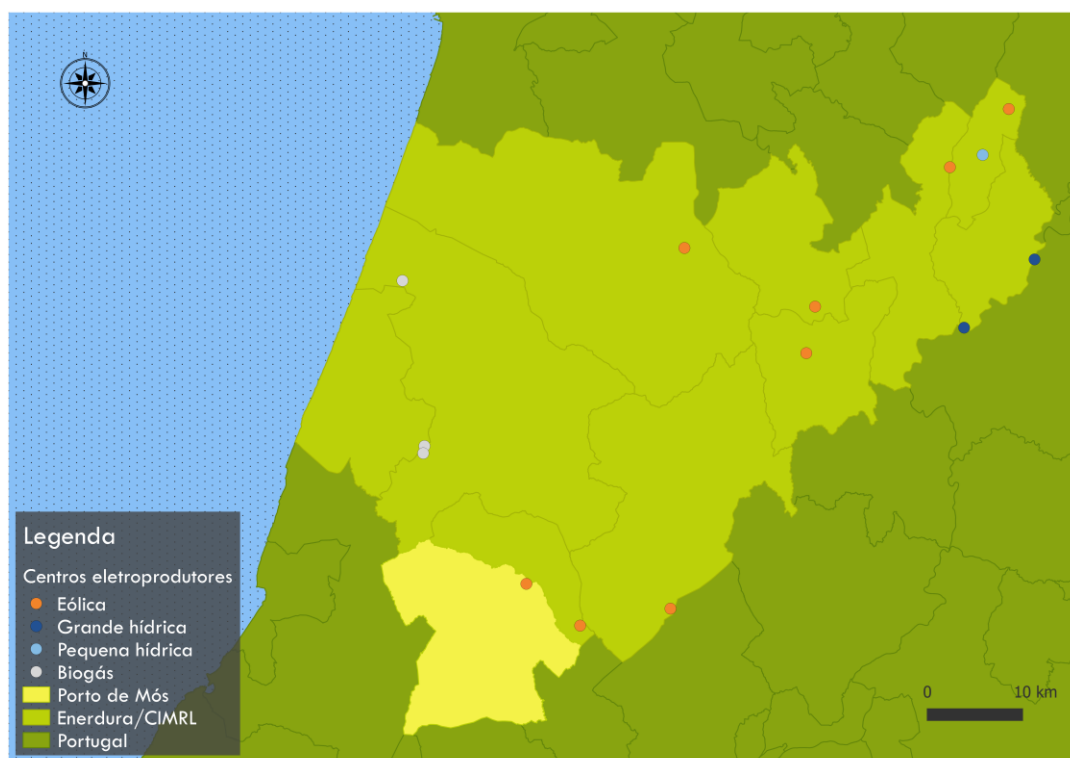 N
Legenda
Centros eletroprodutores
Eólica
Grande hídrica
Pequena hídrica
Biogás
Porto de Mós
Enerdura/CIMRL
Portugal
0 10 km